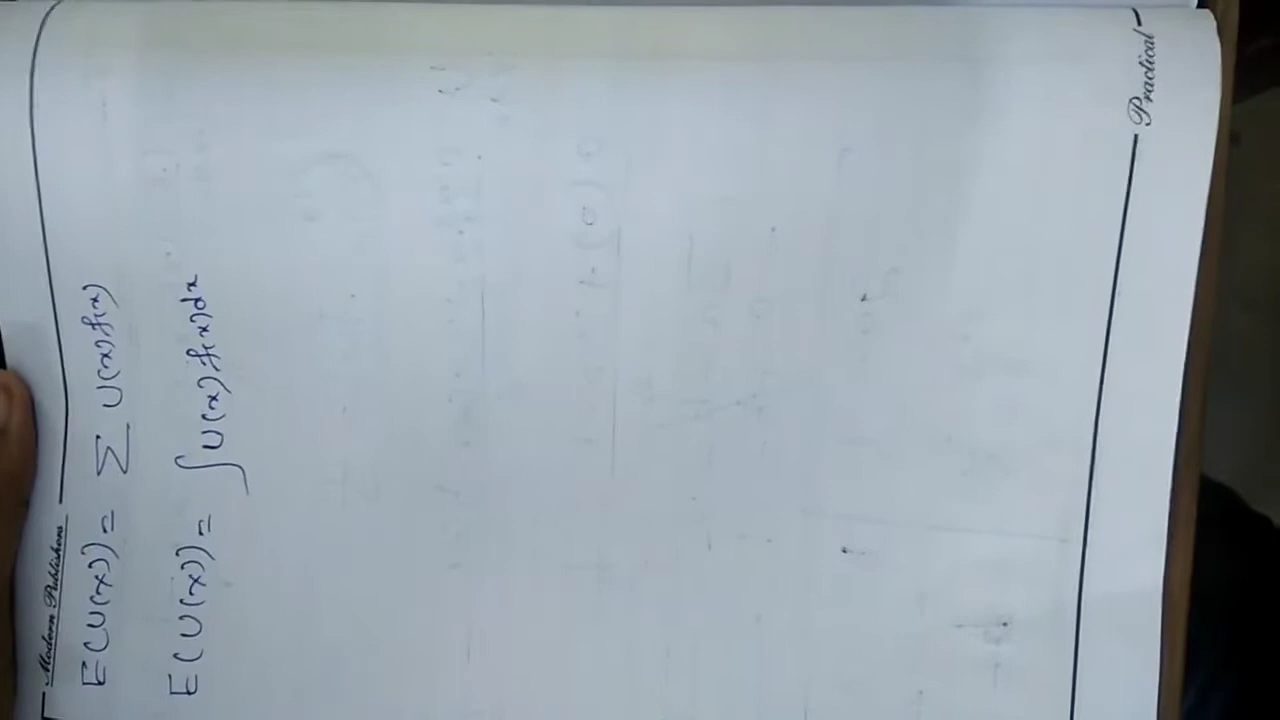 Modern Publishers
E(U(x)) = ∑ U(x) f(x)
E(U(x)) = ∫ U(x) f(x) dx
Practical